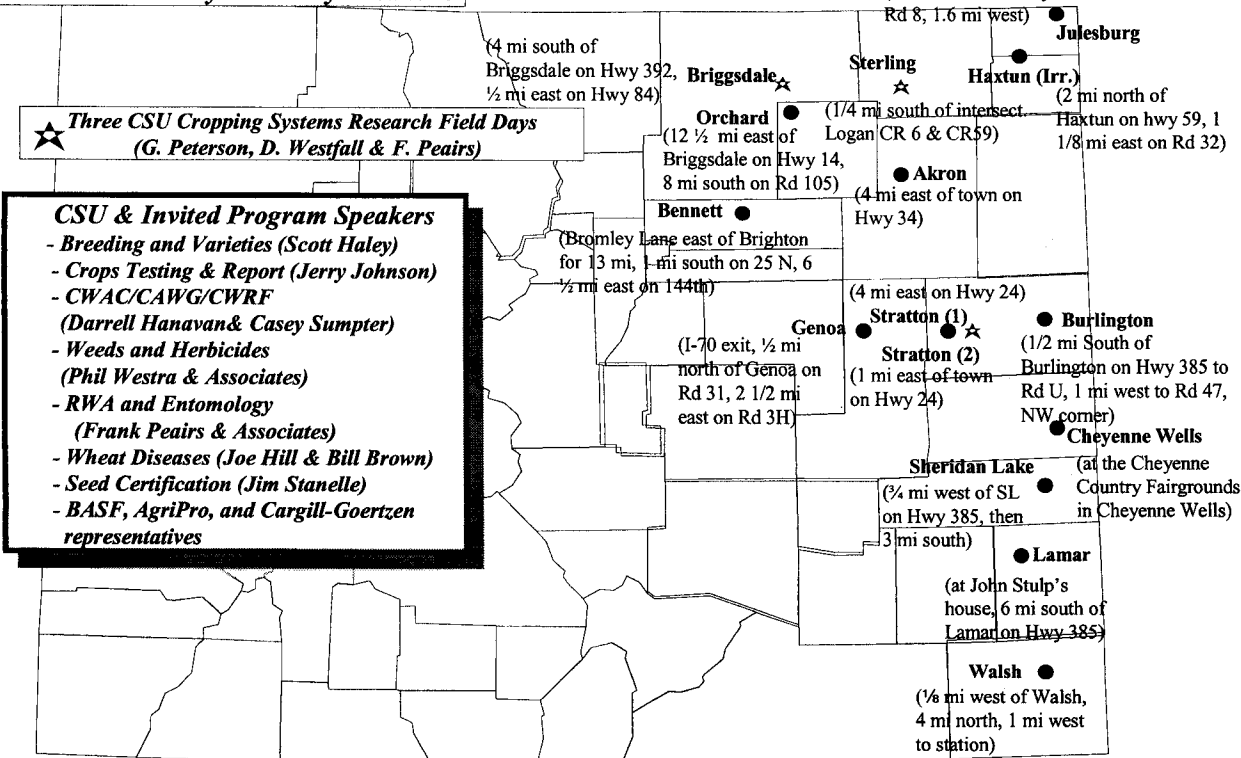 Rd 8, 1.6 mi west)
Julesburg
(4 mi south of
Briggsdale on Hwy 392,
½ mi east on Hwy 84)
Briggsdale
Sterling
Haxtun (Irr.)
(2 mi north of
Haxtun on hwy 59, 1
1/8 mi east on Rd 32)
Three CSU Cropping Systems Research Field Days
(G. Peterson, D. Westfall & F. Peairs)
Orchard
(12 ½ mi east of
Briggsdale on Hwy 14,
8 mi south on Rd 105)
(1/4 mi south of intersect.
Logan CR 6 & CR59)
Akron
(4 mi east of town on
Hwy 34)
CSU & Invited Program Speakers
- Breeding and Varieties (Scott Haley)
- Crops Testing & Report (Jerry Johnson)
- CWAC/CAWG/CWRF
(Darrell Hanavan& Casey Sumpter)
- Weeds and Herbicides
(Phil Westra & Associates)
- RWA and Entomology
(Frank Peairs & Associates)
- Wheat Diseases (Joe Hill & Bill Brown)
- Seed Certification (Jim Stanelle)
- BASF, AgriPro, and Cargill-Goertzen
representatives
Bennett
(Bromley Lane east of Brighton
for 13 mi, 1 mi south on 25 N, 6
½ mi east on 144th)
(4 mi east on Hwy 24)
Stratton (1)
Genoa
(I-70 exit, ½ mi
north of Genoa on
Rd 31, 2 1/2 mi
east on Rd 3H)
Stratton (2)
(1 mi east of town
on Hwy 24)
Burlington
(1/2 mi South of
Burlington on Hwy 385 to
Rd U, 1 mi west to Rd 47,
NW corner)
Cheyenne Wells
(at the Cheyenne
Country Fairgrounds
in Cheyenne Wells)
Sheridan Lake
(¾ mi west of SL
on Hwy 385, then
3 mi south)
Lamar
(at John Stulp's
house, 6 mi south of
Lamar on Hwy 385)
Walsh
(⅛ mi west of Walsh,
4 mi north, 1 mi west
to station)